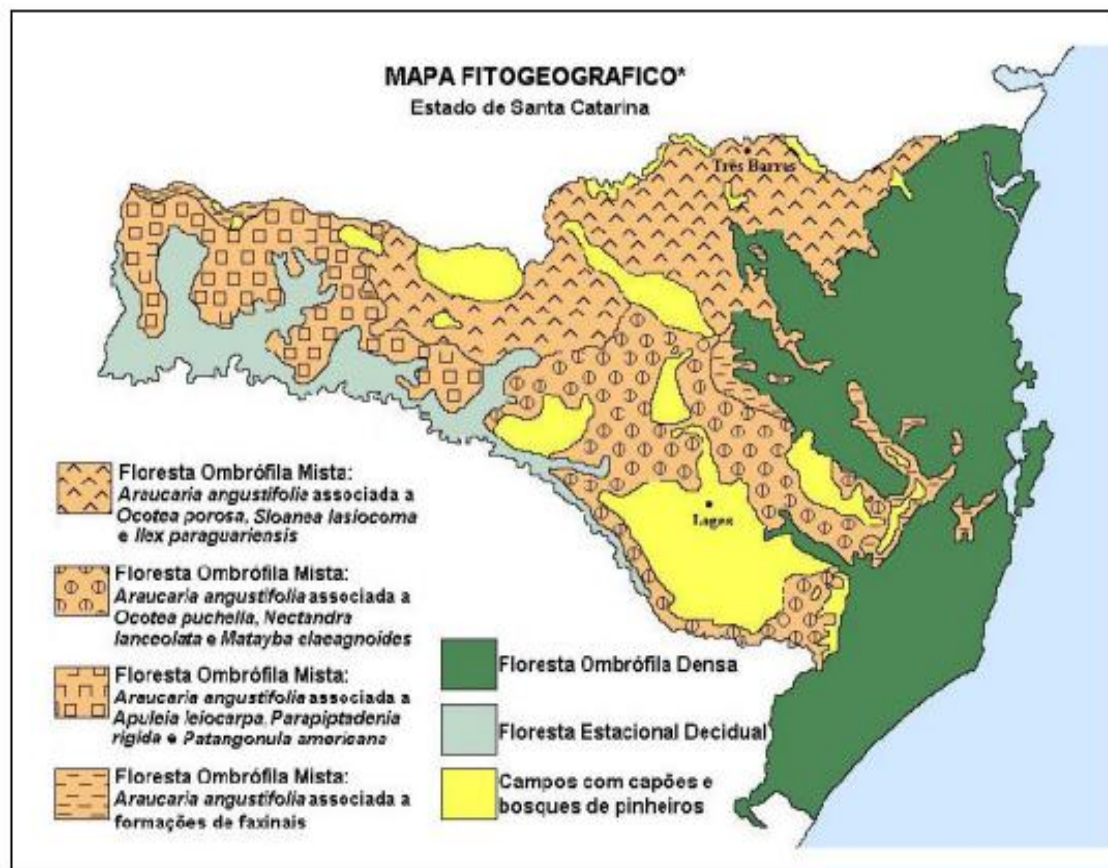 MAPA FITOGEOGRAFICO*
Estado de Santa Catarina
Três Barras
Lages
Floresta Ombrófila Mista:
Araucaria angustifolia associada a
Ocotea porosa, Sloanea lasiocoma
e Ilex paraguariensis
Floresta Ombrófila Mista:
Araucaria angustifolia associada a
Ocotea puchella, Nectandra
lanceolata e Matayba elaeagnoides
Floresta Ombrófila Mista:
Araucaria angustifolia associada a
Apuleia leiocarpa, Parapiptadenia
rigida e Patangonula americana
Floresta Ombrófila Mista:
Araucaria angustifolia associada a
formações de faxinais
Floresta Ombrófila Densa
Floresta Estacional Decidual
Campos com capões e
bosques de pinheiros